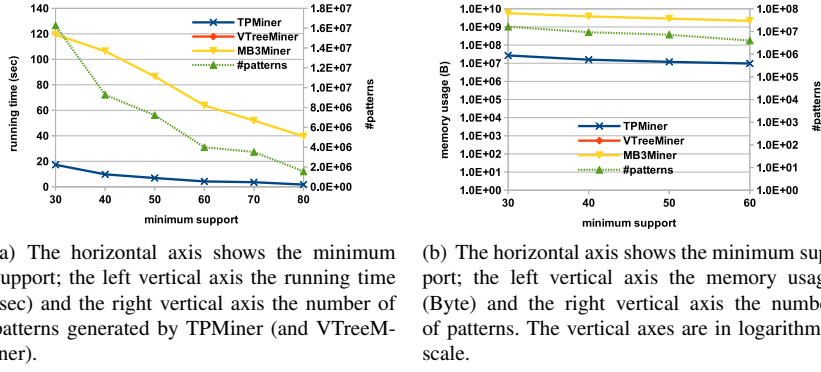 140
120
100
80
60
40
20
0
30 40 50 60 70 80
1.8E+07
1.6E+07
1.4E+07
1.2E+07
1.0E+07
8.0E+06
6.0E+06
4.0E+06
2.0E+06
0.0E+00
running time (sec)
minimum support
#patterns
TPMiner
VTreeMiner
MB3Miner
#patterns
1.0E+10
1.0E+09
1.0E+08
1.0E+07
1.0E+06
1.0E+05
1.0E+04
1.0E+03
1.0E+02
1.0E+01
1.0E+00
30 40 50 60
1.0E+08
1.0E+07
1.0E+06
1.0E+05
1.0E+04
1.0E+03
1.0E+02
1.0E+01
1.0E+00
memory usage (B)
minimum support
#patterns
TPMiner
VTreeMiner
MB3Miner
#patterns
a) The horizontal axis shows the minimum
upport; the left vertical axis the running time
sec) and the right vertical axis the number of
patterns generated by TPMiner (and VTreeM-
ner).
(b) The horizontal axis shows the minimum sup
port; the left vertical axis the memory usag
(Byte) and the right vertical axis the numbe
of patterns. The vertical axes are in logarithm
scale.